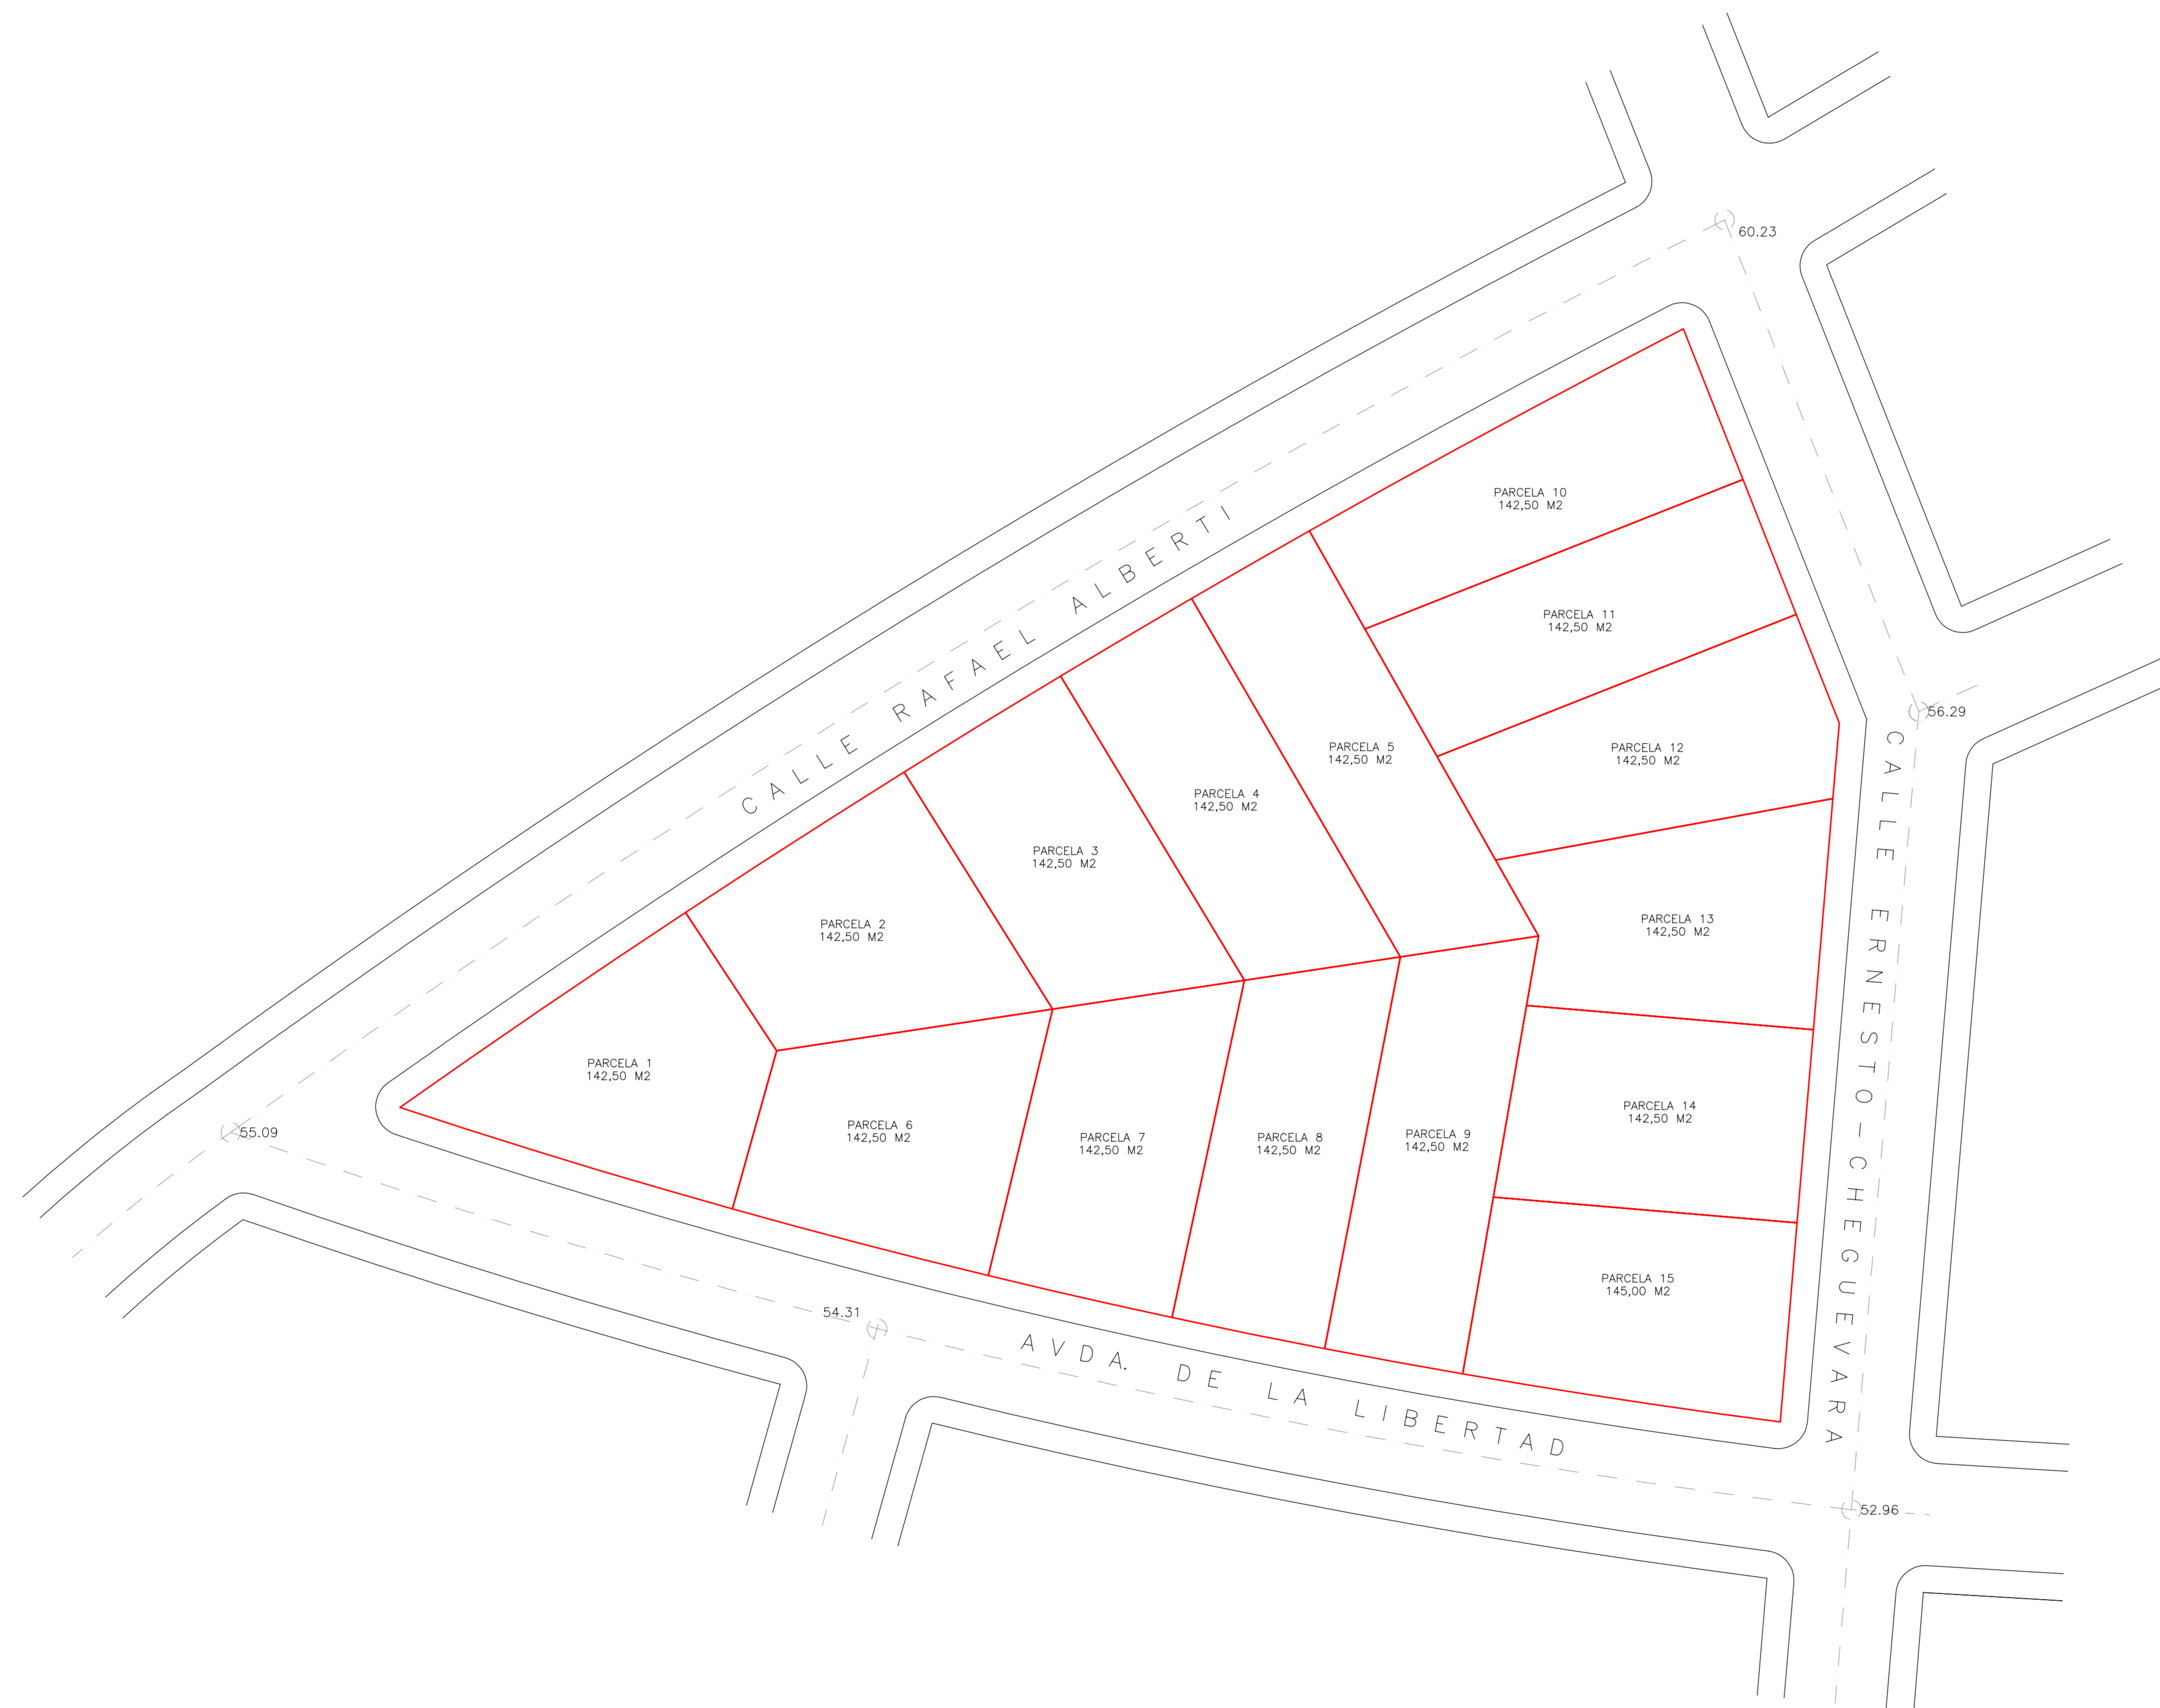 60.23
PARCELA 10
142,50 M2
CALLE RAFAEL ALBERTI
PARCELA 11
142,50 M2
56.29
PARCELA 5
142,50 M2
PARCELA 12
142,50 M2
PARCELA 4
142,50 M2
PARCELA 3
142,50 M2
PARCELA 2
142,50 M2
PARCELA 13
142,50 M2
CALLE ERNESTO-CHEGUEVARA
PARCELA 1
142,50 M2
55.09
PARCELA 6
142,50 M2
PARCELA 7
142,50 M2
PARCELA 8
142,50 M2
PARCELA 9
142,50 M2
PARCELA 14
142,50 M2
PARCELA 15
145,00 M2
54.31
AVDA. DE LA LIBERTAD
52.96